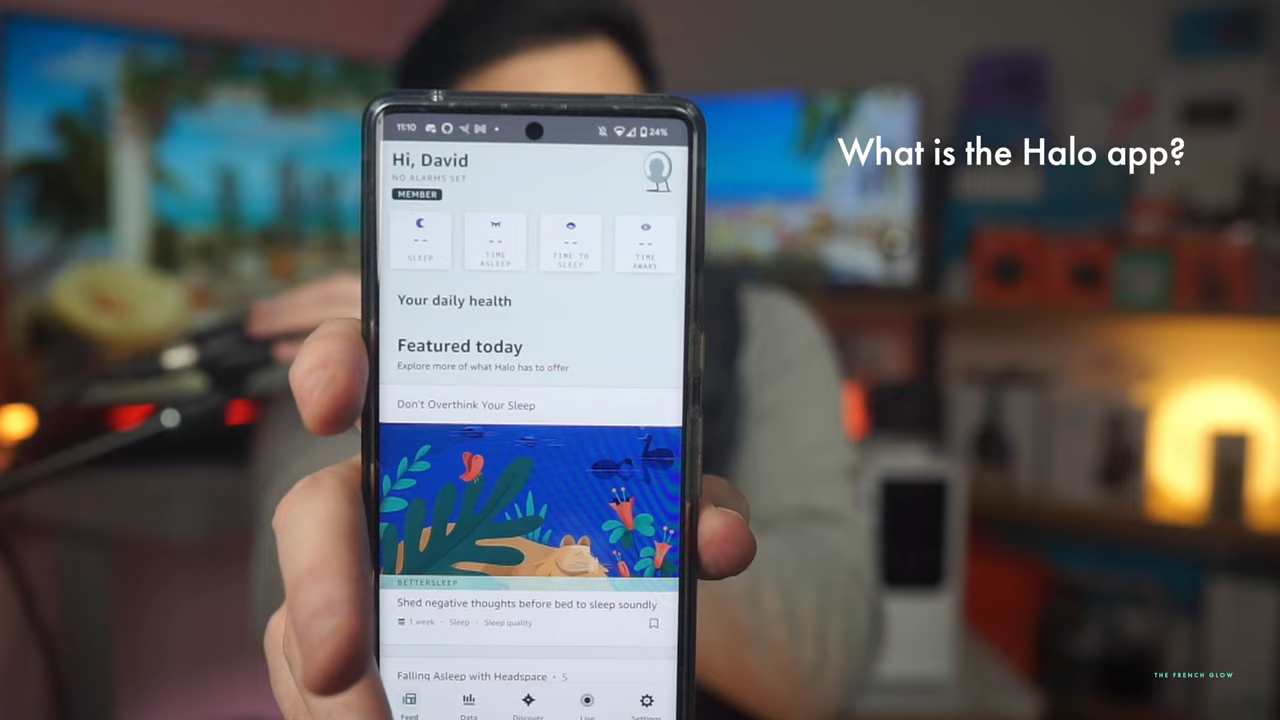 What is the Halo app?
11:10
24%
Hi, David
NO ALARMS SET
MEMBER
--
--
--
--
SLEEP
TIME
ASLEEP
TIME TO
SLEEP
TIME
AWAKE
Your daily health
Featured today
Explore more of what Halo has to offer
Don't Overthink Your Sleep
BETTERSLEEP
Shed negative thoughts before bed to sleep soundly
1 week · Sleep · Sleep quality
Falling Asleep with Headspace · 5
Feed
Data
Discover
Live
Settings
THE FRENCH GLOW